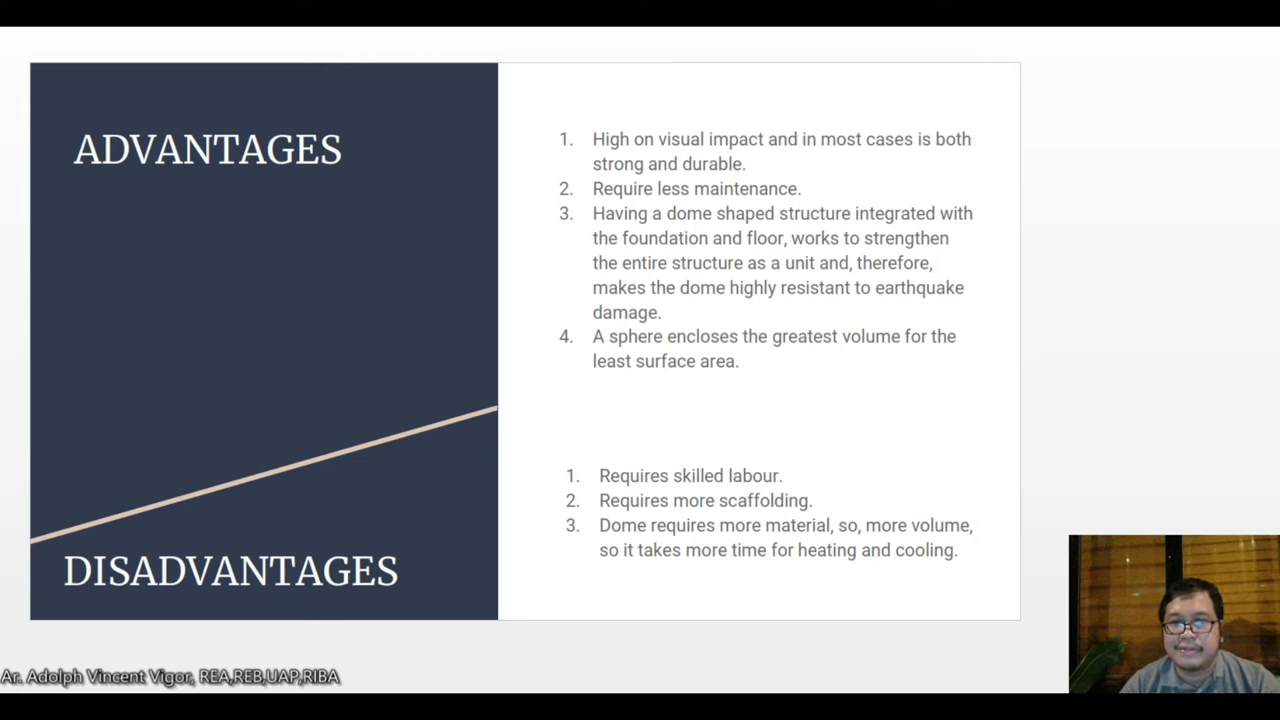 ADVANTAGES
1. High on visual impact and in most cases is both
strong and durable.
2. Require less maintenance.
3. Having a dome shaped structure integrated with
the foundation and floor, works to strengthen
the entire structure as a unit and, therefore,
makes the dome highly resistant to earthquake
damage.
4. A sphere encloses the greatest volume for the
least surface area.
DISADVANTAGES
1. Requires skilled labour.
2. Requires more scaffolding.
3. Dome requires more material, so, more volume,
so it takes more time for heating and cooling.
Ar. Adolph Vincent Vigor, REA,REB,UAP,RIBA